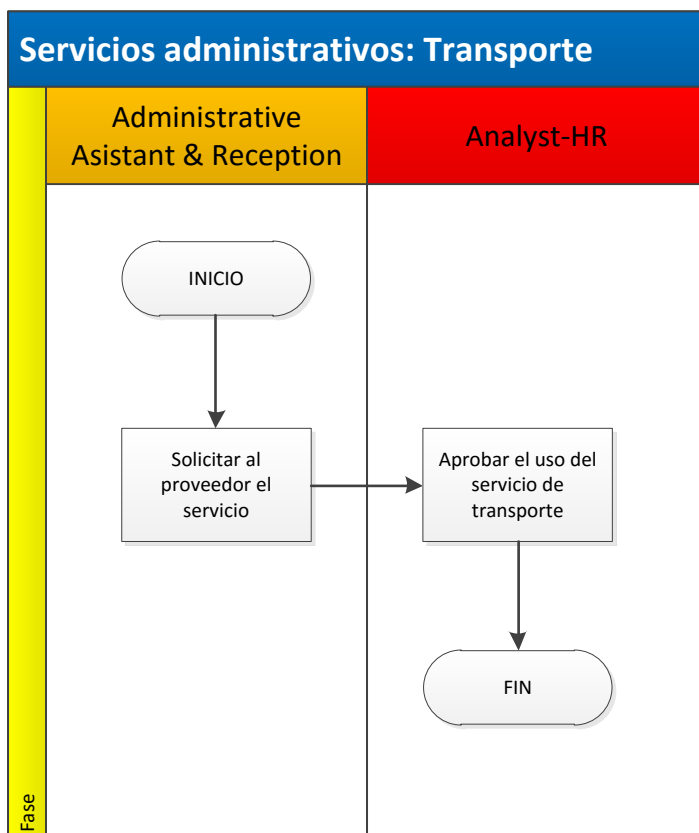 Servicios administrativos: Transporte
Administrative
Asistant & Reception
Analyst-HR
INICIO
Solicitar al
proveedor el
servicio
Aprobar el uso del
servicio de
transporte
FIN
Fase